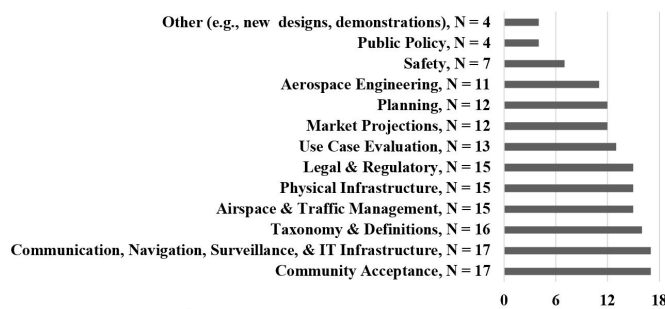 Other (e.g., new designs, demonstrations), N = 4
Public Policy, N = 4
Safety, N = 7
Aerospace Engineering, N = 11
Planning, N = 12
Market Projections, N = 12
Use Case Evaluation, N = 13
Legal & Regulatory, N = 15
Physical Infrastructure, N = 15
Airspace & Traffic Management, N = 15
Taxonomy & Definitions, N = 16
Communication, Navigation, Surveillance, & IT Infrastructure, N = 17
Community Acceptance, N = 17
0 6 12 18